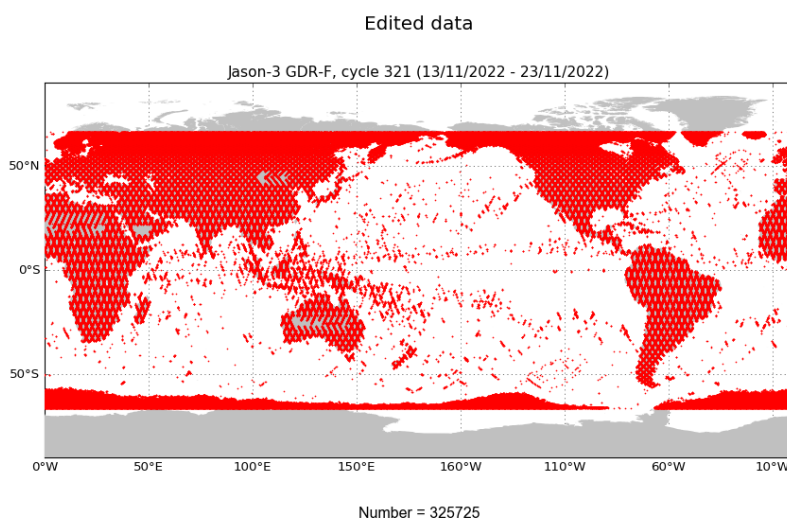 Edited data
Jason-3 GDR-F, cycle 321 (13/11/2022 - 23/11/2022)
50°N
0°S
50°S
0°W 50°E 100°E 150°E 160°W 110°W 60°W 10°W
Number = 325725